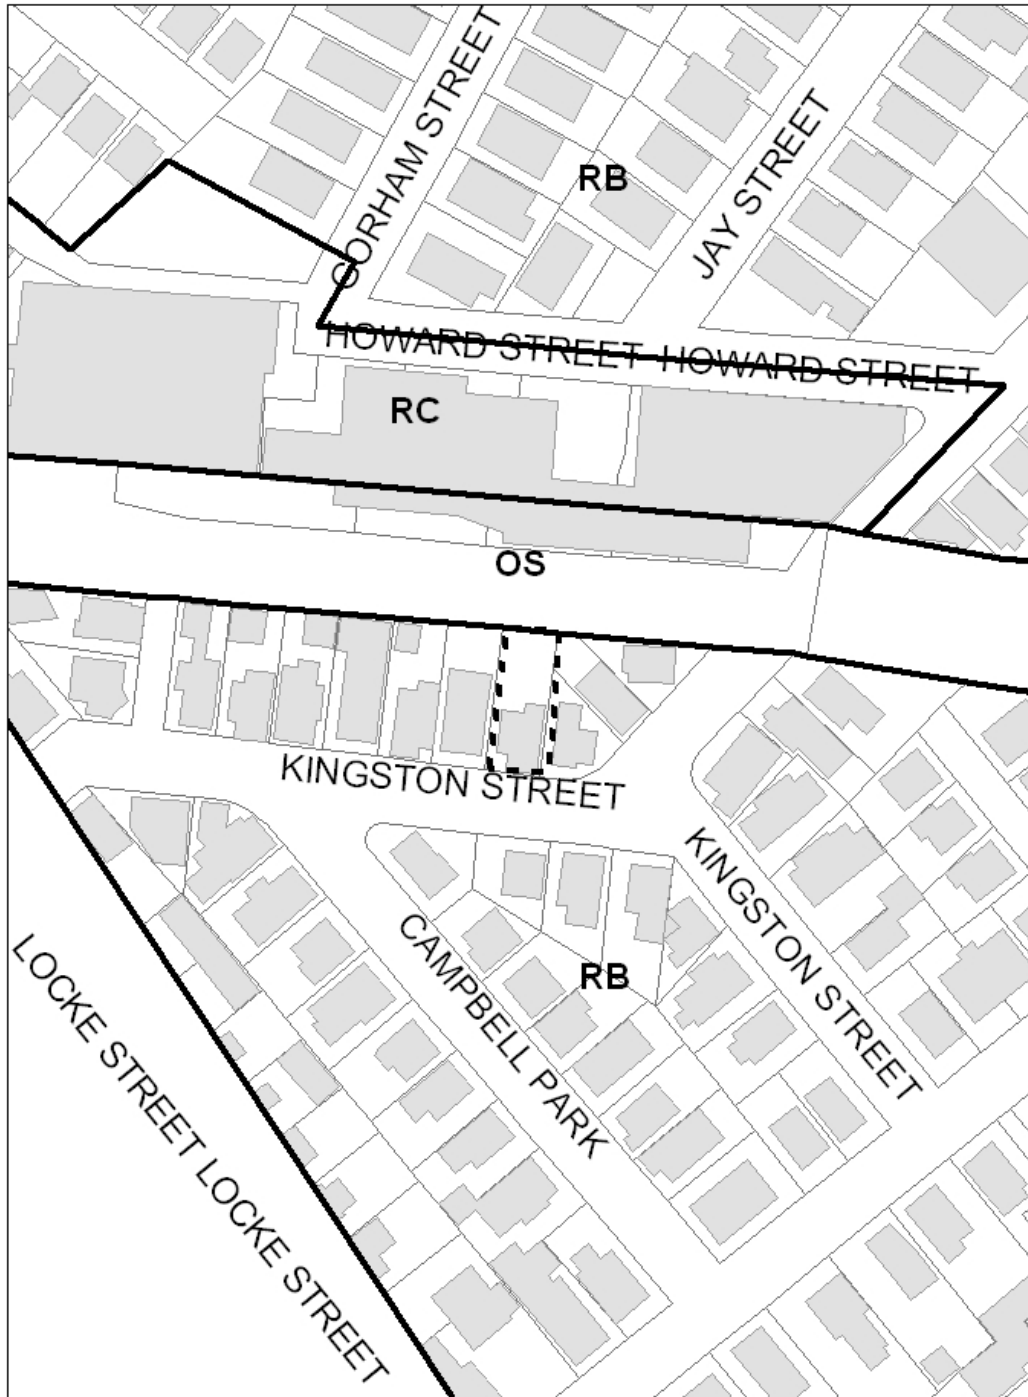 GORHAM STREET
JAY STREET
RB
HOWARD STREET HOWARD STREET
RC
OS
KINGSTON STREET
KINGSTON STREET
CAMPBELL PARK
RB
LOCKE STREET LOCKE STREET